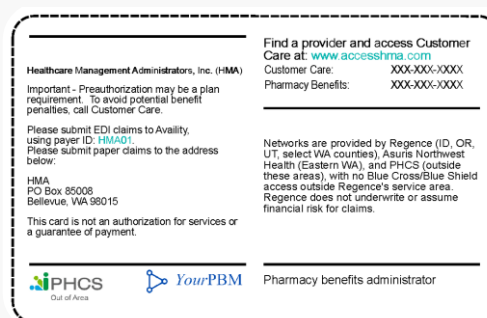 Healthcare Management Administrators, Inc. (HMA)
Important - Preauthorization may be a plan
requirement. To avoid potential benefit
penalties, call Customer Care.
Please submit EDI claims to Availity,
using payer ID: HMA01.
Please submit paper claims to the address
below:
HMA
PO Box 85008
Bellevue, WA 98015
This card is not an authorization for services or
a guarantee of payment.
PHCS
Out of Area
YourPBM
Find a provider and access Customer
Care at: www.accesshma.com
Customer Care: XXX-XXX-XXXX
Pharmacy Benefits: XXX-XXX-XXXX
Networks are provided by Regence (ID, OR,
UT, select WA counties), Asuris Northwest
Health (Eastern WA), and PHCS (outside
these areas), with no Blue Cross/Blue Shield
access outside Regence's service area.
Regence does not underwrite or assume
financial risk for claims.
Pharmacy benefits administrator